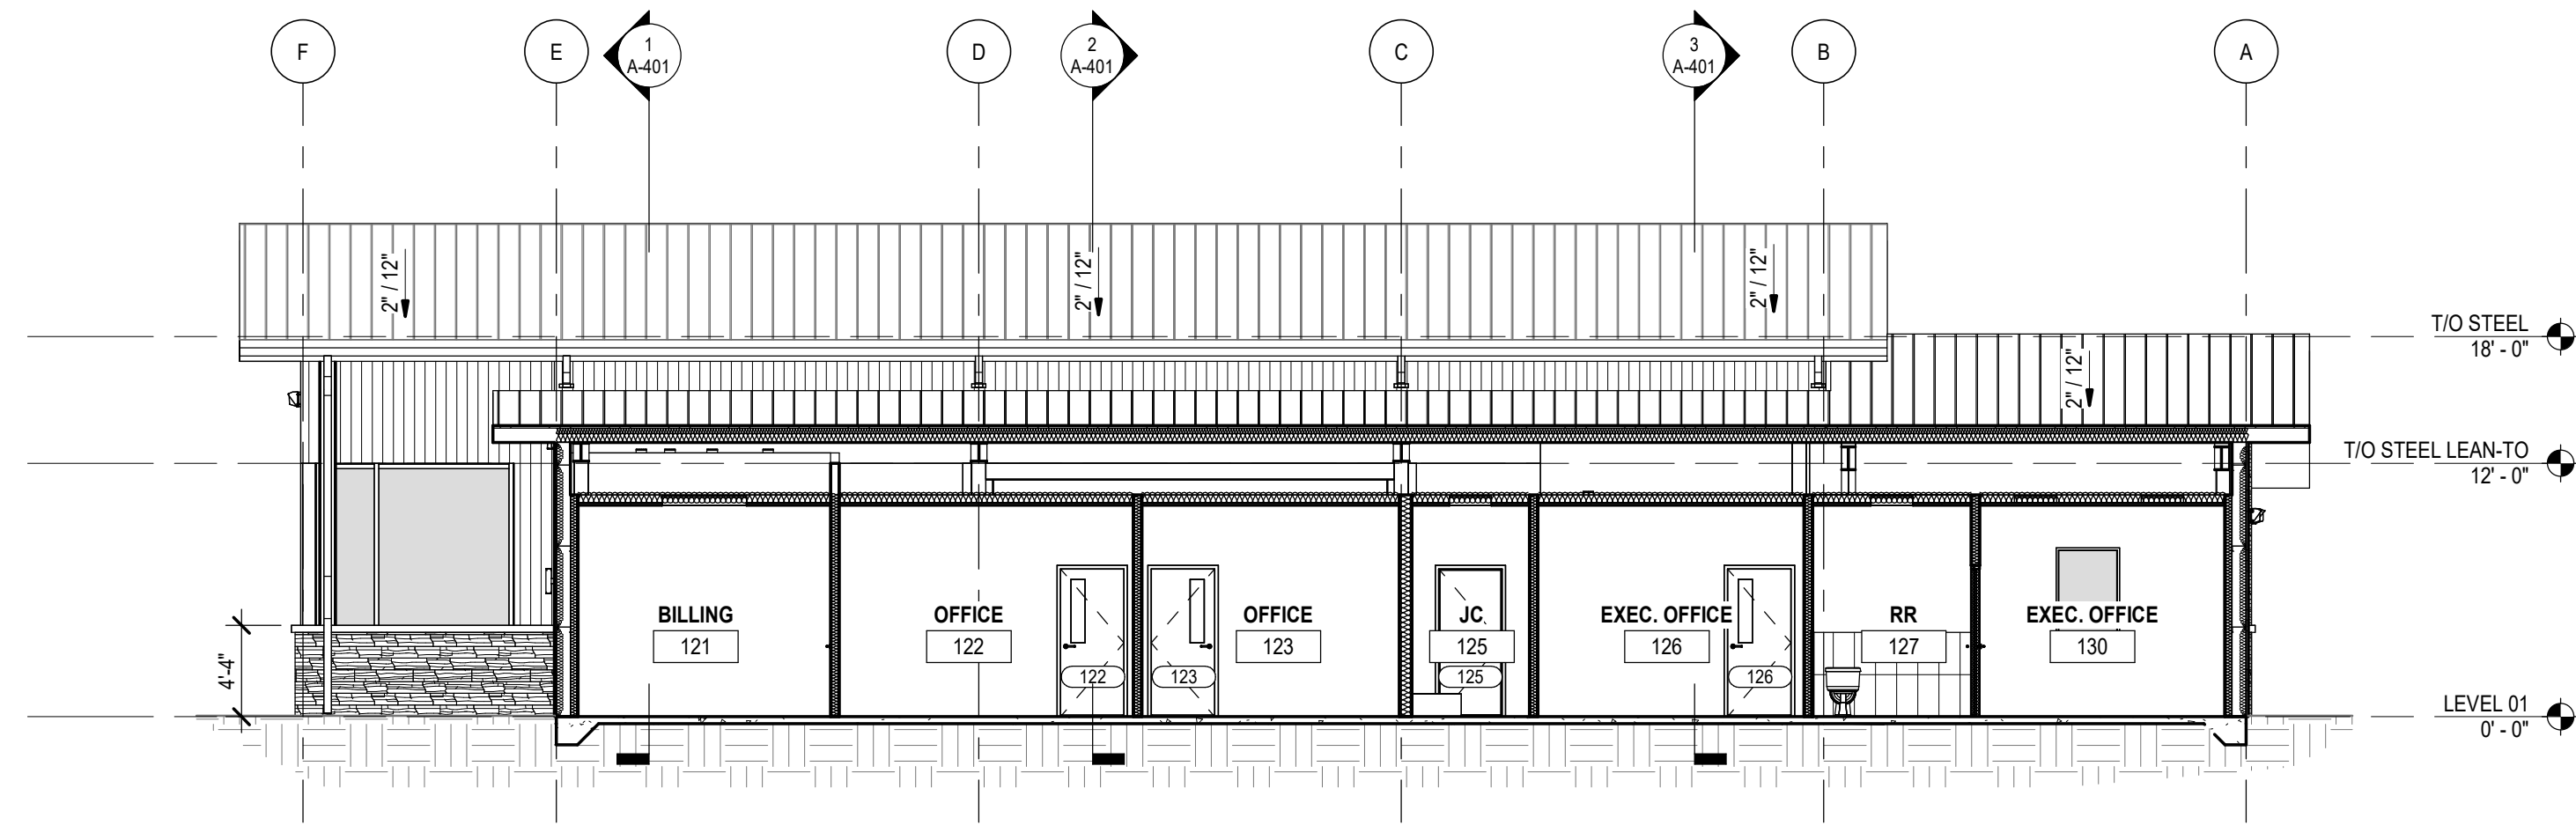 F
E
1
A-401
D
2
A-401
C
3
A-401
B
A
2" / 12"
2" / 12"
2" / 12"
2" / 12"
T/O STEEL
18' - 0"
T/O STEEL LEAN-TO
12' - 0"
BILLING
121
OFFICE
122
122
OFFICE
123
123
JC
125
125
EXEC. OFFICE
126
126
RR
127
EXEC. OFFICE
130
4'-4"
LEVEL 01
0' - 0"